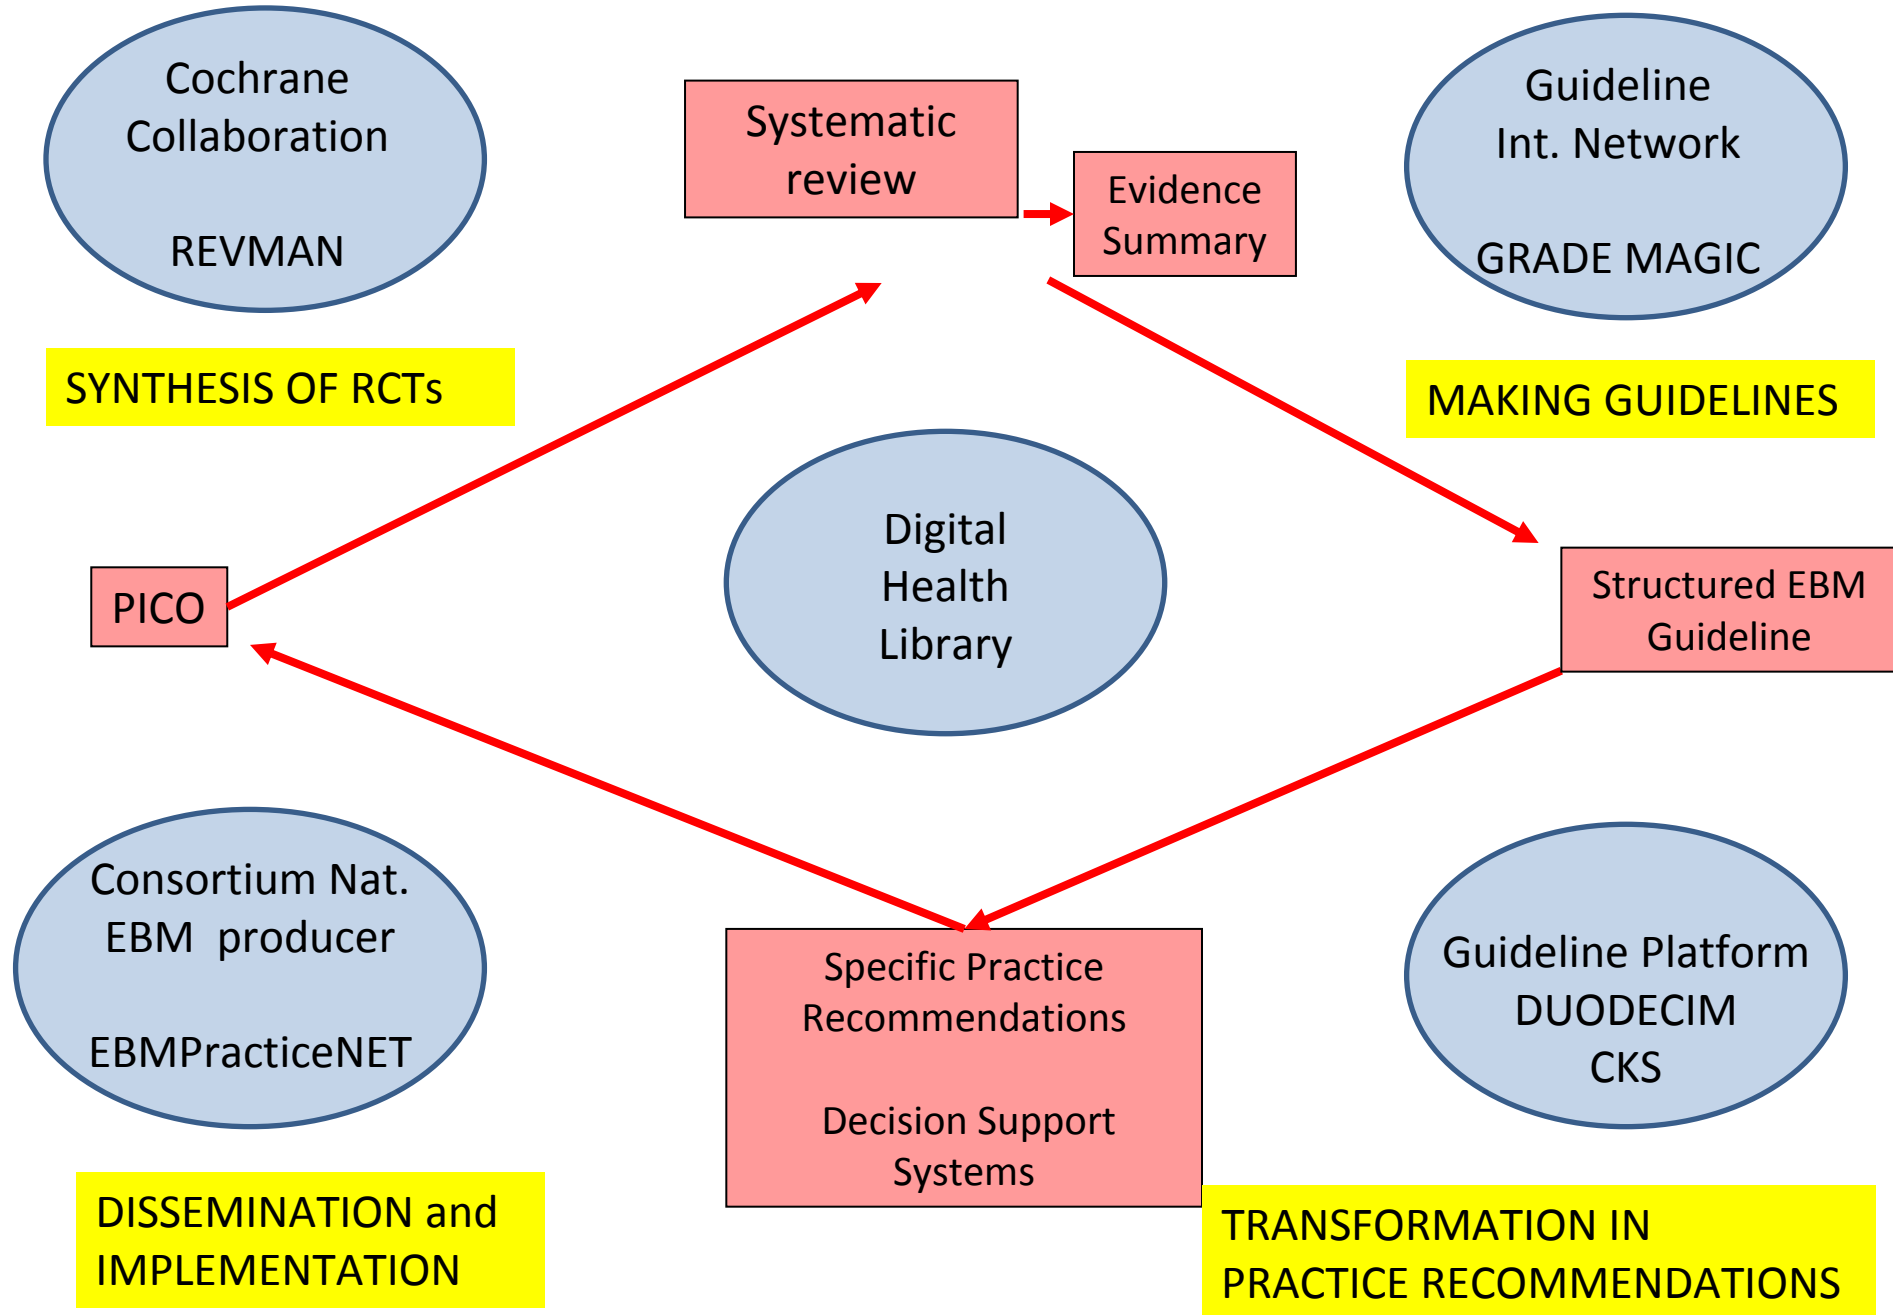 Cochrane
Collaboration
REVMAN
SYNTHESIS OF RCTs
Systematic
review
Evidence
Summary
Guideline
Int. Network
GRADE MAGIC
MAKING GUIDELINES
PICO
Digital
Health
Library
Structured EBM
Guideline
Consortium Nat.
EBM  producer
EBMPracticeNET
DISSEMINATION and
IMPLEMENTATION
Specific Practice
Recommendations
Decision Support
Systems
Guideline Platform
DUODECIM
CKS
TRANSFORMATION IN
PRACTICE RECOMMENDATIONS